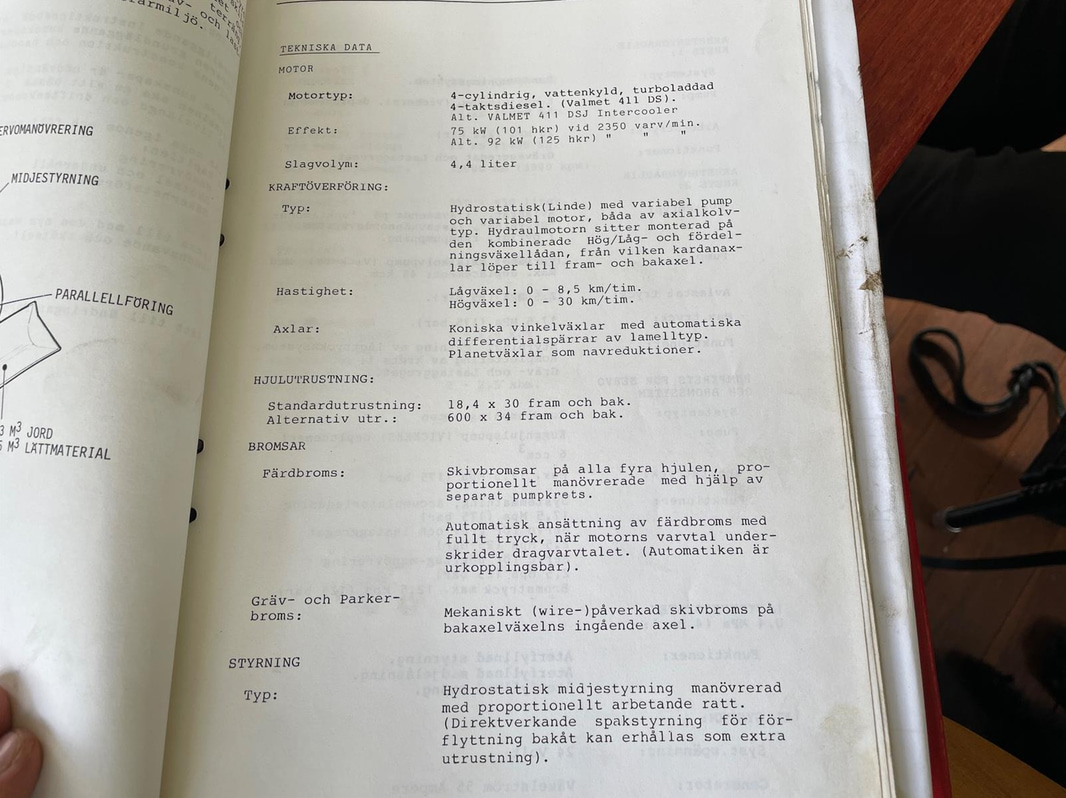 och
farmiljö.
MIDJESTYRNING
PARALLELLFÖRING
M³ JORD
M³ LÄTTMATERIAL
TEKNISKA DATA
MOTOR
Motortyp: 4-cylindrig, vattenkyld, turboladdad
4-taktsdiesel. (Valmet 411 DS).
Alt. VALMET 411 DSJ Intercooler
Effekt: 75 kW (101 hkr) vid 2350 varv/min.
Alt. 92 kW (125 hkr) " " "
Slagvolym: 4,4 liter
KRAFTÖVERFÖRING:
Typ: Hydrostatisk(Linde) med variabel pump
och variabel motor, båda av axialkolv-
typ. Hydraulmotorn sitter monterad på
den kombinerade Hög/Låg- och fördel-
ningsväxellådan, från vilken kardanax-
lar löper till fram- och bakaxel.
Hastighet: Lågväxel: 0 - 8,5 km/tim.
Högväxel: 0 - 30 km/tim.
Axlar: Koniska vinkelväxlar med automatiska
differentialspärrar av lamelltyp.
Planetväxlar som navreduktioner.
HJULUTRUSTNING:
Standardutrustning: 18,4 x 30 fram och bak.
Alternativ utr.: 600 x 34 fram och bak.
BROMSAR
Färdbroms: Skivbromsar på alla fyra hjulen, pro-
portionellt manövrerade med hjälp av
separat pumpkrets.
Automatisk ansättning av färdbroms med
fullt tryck, när motorns varvtal under-
skrider dragvarvtalet. (Automatiken är
urkopplingsbar).
Gräv- och Parker-
broms: Mekaniskt (wire-)påverkad skivbroms på
bakaxelväxelns ingående axel.
STYRNING
Typ: Hydrostatisk midjestyrning manövrerad
med proportionellt arbetande ratt.
(Direktverkande spakstyrning för för-
flyttning bakåt kan erhållas som extra
utrustning).